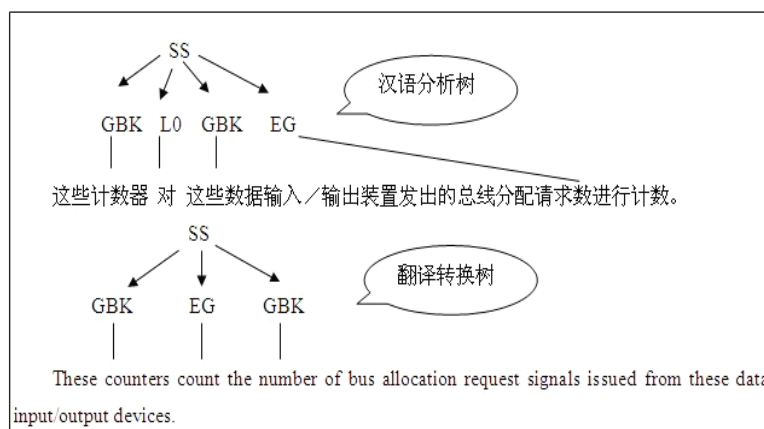 SS
汉语分析树
GBK L0 GBK EG
这些计数器 对 这些数据输入／输出装置发出的总线分配请求数进行计数。
SS
翻译转换树
GBK EG GBK
These counters count the number of bus allocation request signals issued from these data
input/output devices.